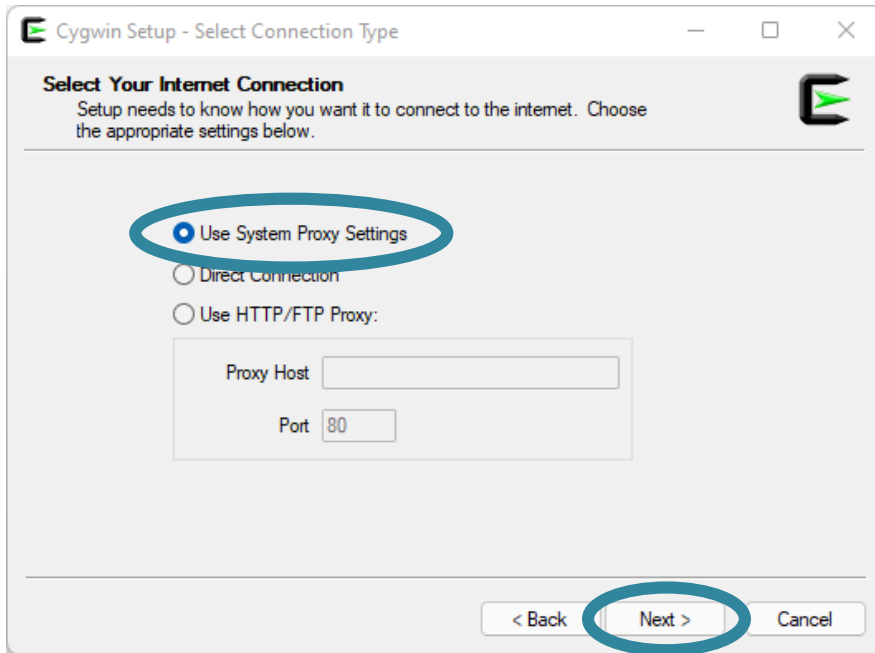 Cygwin Setup - Select Connection Type
Select Your Internet Connection
Setup needs to know how you want it to connect to the internet. Choose
the appropriate settings below.
Use System Proxy Settings
Direct Connection
Use HTTP/FTP Proxy:
Proxy Host
Port 80
< Back Next > Cancel